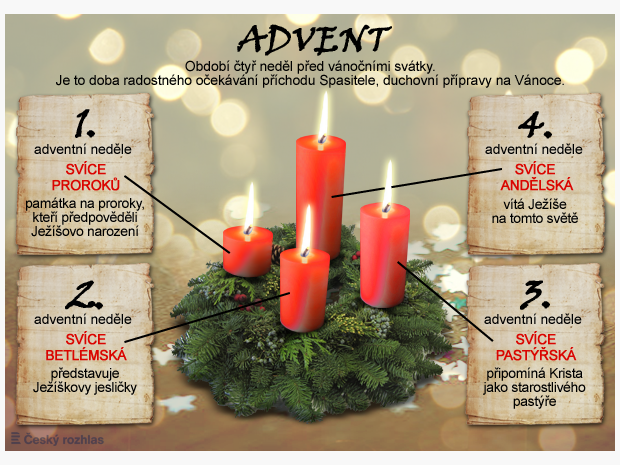 ADVENT
Období čtyř neděl před vánočními svátky.
Je to doba radostného očekávání příchodu Spasitele, duchovní přípravy na Vánoce.
1.
adventní neděle
SVÍCE
PROROKŮ
památka na proroky,
kteří předpověděli
Ježíšovo narození
2..
adventní neděle
SVÍCE
BETLÉMSKÁ
představuje
Ježíškovy jesličky
3.
adventní neděle
SVÍCE
PASTÝŘSKÁ
připomíná Krista
jako starostlivého
pastýře
4.
adventní neděle
SVÍCE
ANDĚLSKÁ
vítá Ježíše
na tomto světě
Český rozhlas